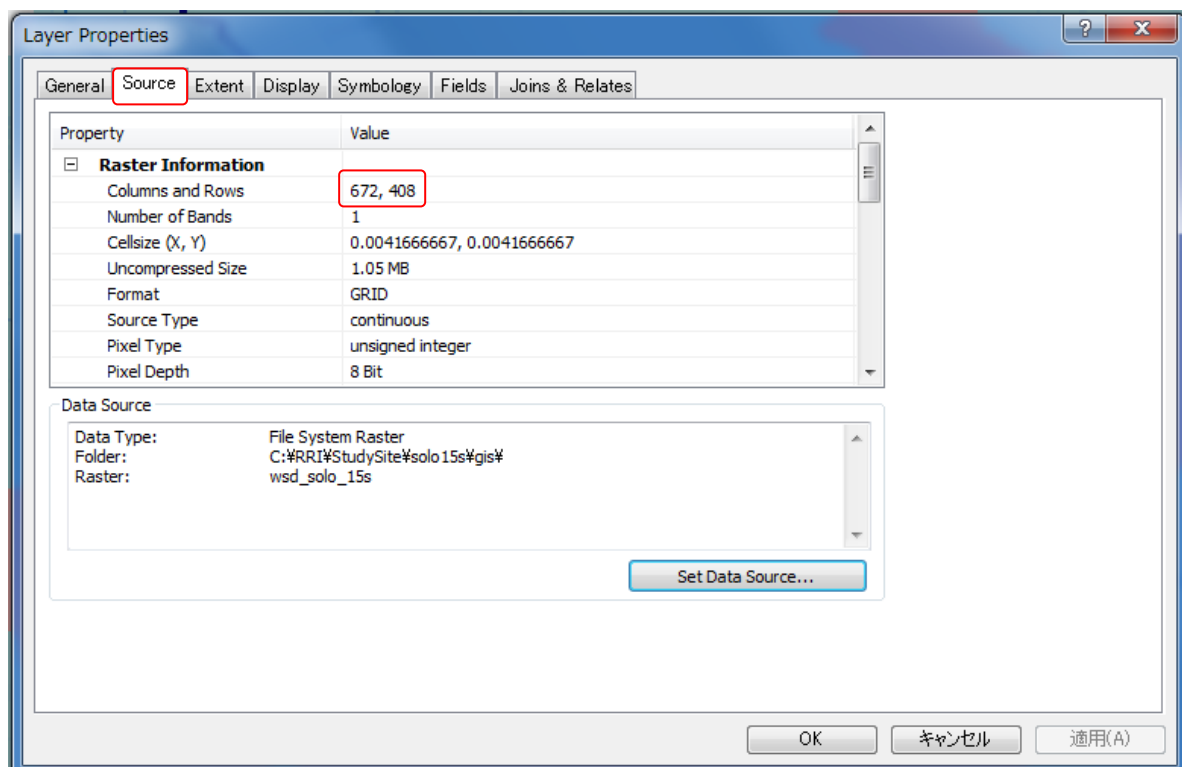 Layer Properties
General Source Extent Display Symbology Fields Joins & Relates
Property Value
Raster Information
Columns and Rows 672, 408
Number of Bands 1
Cellsize (X, Y) 0.0041666667, 0.0041666667
Uncompressed Size 1.05 MB
Format GRID
Source Type continuous
Pixel Type unsigned integer
Pixel Depth 8 Bit
Data Source
Data Type: File System Raster
Folder: C:¥RRI¥StudySite¥solo15s¥gis¥
Raster: wsd_solo_15s
Set Data Source...
OK キャンセル 適用(A)